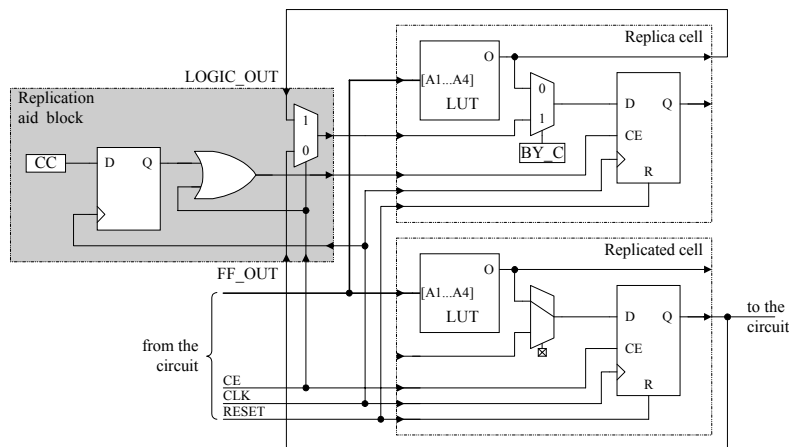 Replica cell
O
[A1...A4]
LUT
0
1
BY_C
D
Q
CE
R
LOGIC_OUT
Replication
aid block
1
0
CC
D
Q
FF_OUT
Replicated cell
O
[A1...A4]
LUT
D
Q
CE
R
to the
circuit
from the
circuit
CE
CLK
RESET